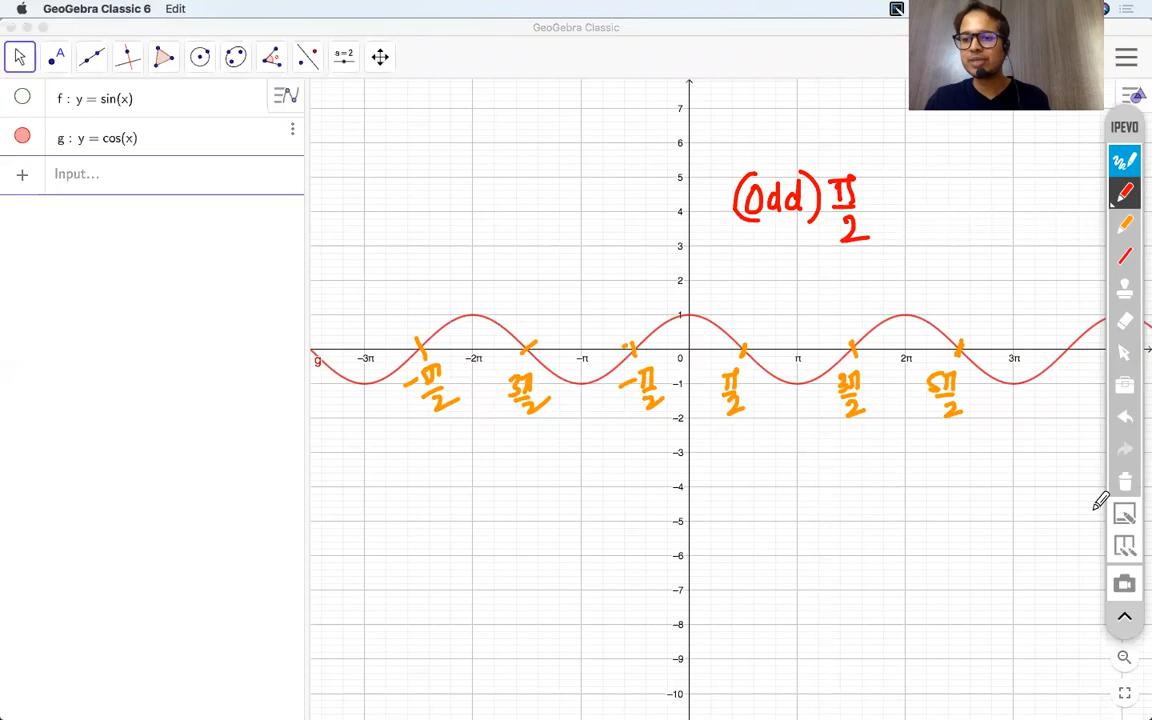 GeoGebra Classic 6 Edit
GeoGebra Classic
a=2
f : y = sin(x)
g : y = cos(x)
Input...
IPEVO
(Odd) π/2
7
6
5
4
3
2
1
g
−3π −2π −π 0 π 2π 3π
-5π/2 3π/2 -π/2 π/2 3π/2 5π/2
−1
−2
−3
−4
−5
−6
−7
−8
−9
−10